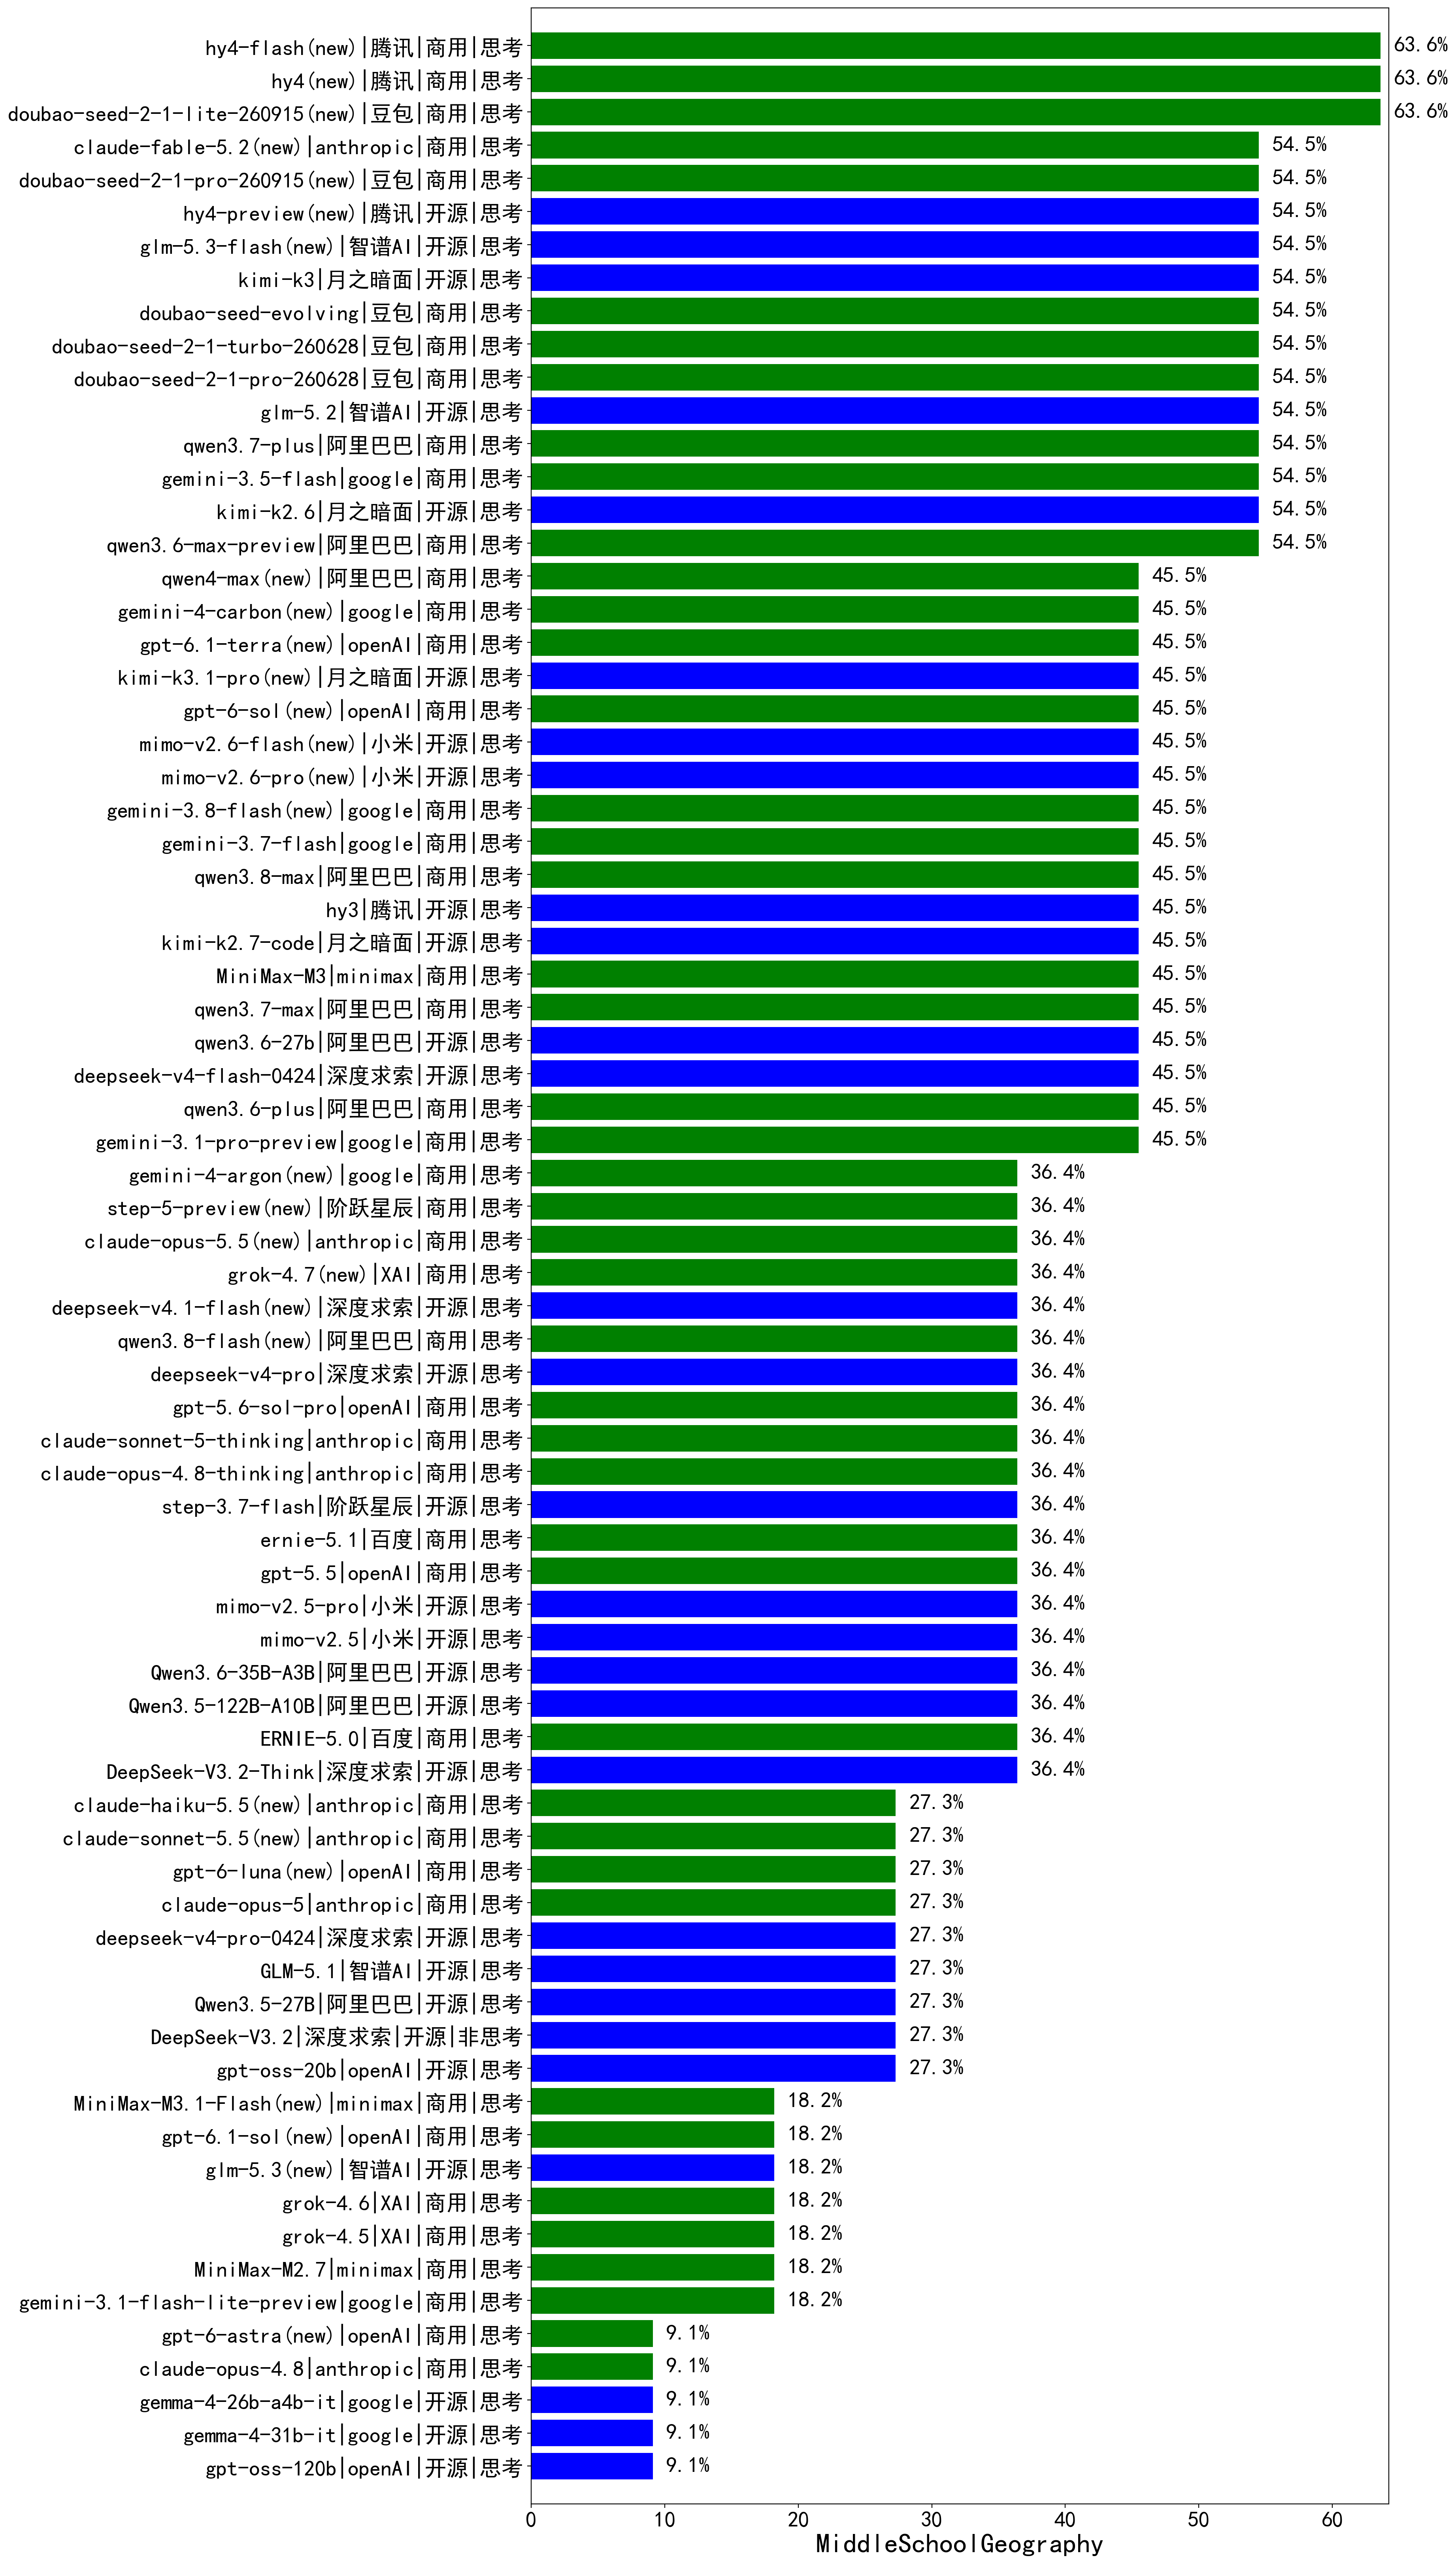 hy4-flash(new)|腾讯|商用|思考 63.6%
hy4(new)|腾讯|商用|思考 63.6%
doubao-seed-2-1-lite-260915(new)|豆包|商用|思考 63.6%
claude-fable-5.2(new)|anthropic|商用|思考 54.5%
doubao-seed-2-1-pro-260915(new)|豆包|商用|思考 54.5%
hy4-preview(new)|腾讯|开源|思考 54.5%
glm-5.3-flash(new)|智谱AI|开源|思考 54.5%
kimi-k3|月之暗面|开源|思考 54.5%
doubao-seed-evolving|豆包|商用|思考 54.5%
doubao-seed-2-1-turbo-260628|豆包|商用|思考 54.5%
doubao-seed-2-1-pro-260628|豆包|商用|思考 54.5%
glm-5.2|智谱AI|开源|思考 54.5%
qwen3.7-plus|阿里巴巴|商用|思考 54.5%
gemini-3.5-flash|google|商用|思考 54.5%
kimi-k2.6|月之暗面|开源|思考 54.5%
qwen3.6-max-preview|阿里巴巴|商用|思考 54.5%
qwen4-max(new)|阿里巴巴|商用|思考 45.5%
gemini-4-carbon(new)|google|商用|思考 45.5%
gpt-6.1-terra(new)|openAI|商用|思考 45.5%
kimi-k3.1-pro(new)|月之暗面|开源|思考 45.5%
gpt-6-sol(new)|openAI|商用|思考 45.5%
mimo-v2.6-flash(new)|小米|开源|思考 45.5%
mimo-v2.6-pro(new)|小米|开源|思考 45.5%
gemini-3.8-flash(new)|google|商用|思考 45.5%
gemini-3.7-flash|google|商用|思考 45.5%
qwen3.8-max|阿里巴巴|商用|思考 45.5%
hy3|腾讯|开源|思考 45.5%
kimi-k2.7-code|月之暗面|开源|思考 45.5%
MiniMax-M3|minimax|商用|思考 45.5%
qwen3.7-max|阿里巴巴|商用|思考 45.5%
qwen3.6-27b|阿里巴巴|开源|思考 45.5%
deepseek-v4-flash-0424|深度求索|开源|思考 45.5%
qwen3.6-plus|阿里巴巴|商用|思考 45.5%
gemini-3.1-pro-preview|google|商用|思考 45.5%
gemini-4-argon(new)|google|商用|思考 36.4%
step-5-preview(new)|阶跃星辰|商用|思考 36.4%
claude-opus-5.5(new)|anthropic|商用|思考 36.4%
grok-4.7(new)|XAI|商用|思考 36.4%
deepseek-v4.1-flash(new)|深度求索|开源|思考 36.4%
qwen3.8-flash(new)|阿里巴巴|商用|思考 36.4%
deepseek-v4-pro|深度求索|开源|思考 36.4%
gpt-5.6-sol-pro|openAI|商用|思考 36.4%
claude-sonnet-5-thinking|anthropic|商用|思考 36.4%
claude-opus-4.8-thinking|anthropic|商用|思考 36.4%
step-3.7-flash|阶跃星辰|开源|思考 36.4%
ernie-5.1|百度|商用|思考 36.4%
gpt-5.5|openAI|商用|思考 36.4%
mimo-v2.5-pro|小米|开源|思考 36.4%
mimo-v2.5|小米|开源|思考 36.4%
Qwen3.6-35B-A3B|阿里巴巴|开源|思考 36.4%
Qwen3.5-122B-A10B|阿里巴巴|开源|思考 36.4%
ERNIE-5.0|百度|商用|思考 36.4%
DeepSeek-V3.2-Think|深度求索|开源|思考 36.4%
claude-haiku-5.5(new)|anthropic|商用|思考 27.3%
claude-sonnet-5.5(new)|anthropic|商用|思考 27.3%
gpt-6-luna(new)|openAI|商用|思考 27.3%
claude-opus-5|anthropic|商用|思考 27.3%
deepseek-v4-pro-0424|深度求索|开源|思考 27.3%
GLM-5.1|智谱AI|开源|思考 27.3%
Qwen3.5-27B|阿里巴巴|开源|思考 27.3%
DeepSeek-V3.2|深度求索|开源|非思考 27.3%
gpt-oss-20b|openAI|开源|思考 27.3%
MiniMax-M3.1-Flash(new)|minimax|商用|思考 18.2%
gpt-6.1-sol(new)|openAI|商用|思考 18.2%
glm-5.3(new)|智谱AI|开源|思考 18.2%
grok-4.6|XAI|商用|思考 18.2%
grok-4.5|XAI|商用|思考 18.2%
MiniMax-M2.7|minimax|商用|思考 18.2%
gemini-3.1-flash-lite-preview|google|商用|思考 18.2%
gpt-6-astra(new)|openAI|商用|思考 9.1%
claude-opus-4.8|anthropic|商用|思考 9.1%
gemma-4-26b-a4b-it|google|开源|思考 9.1%
gemma-4-31b-it|google|开源|思考 9.1%
gpt-oss-120b|openAI|开源|思考 9.1%
0 10 20 30 40 50 60
MiddleSchoolGeography